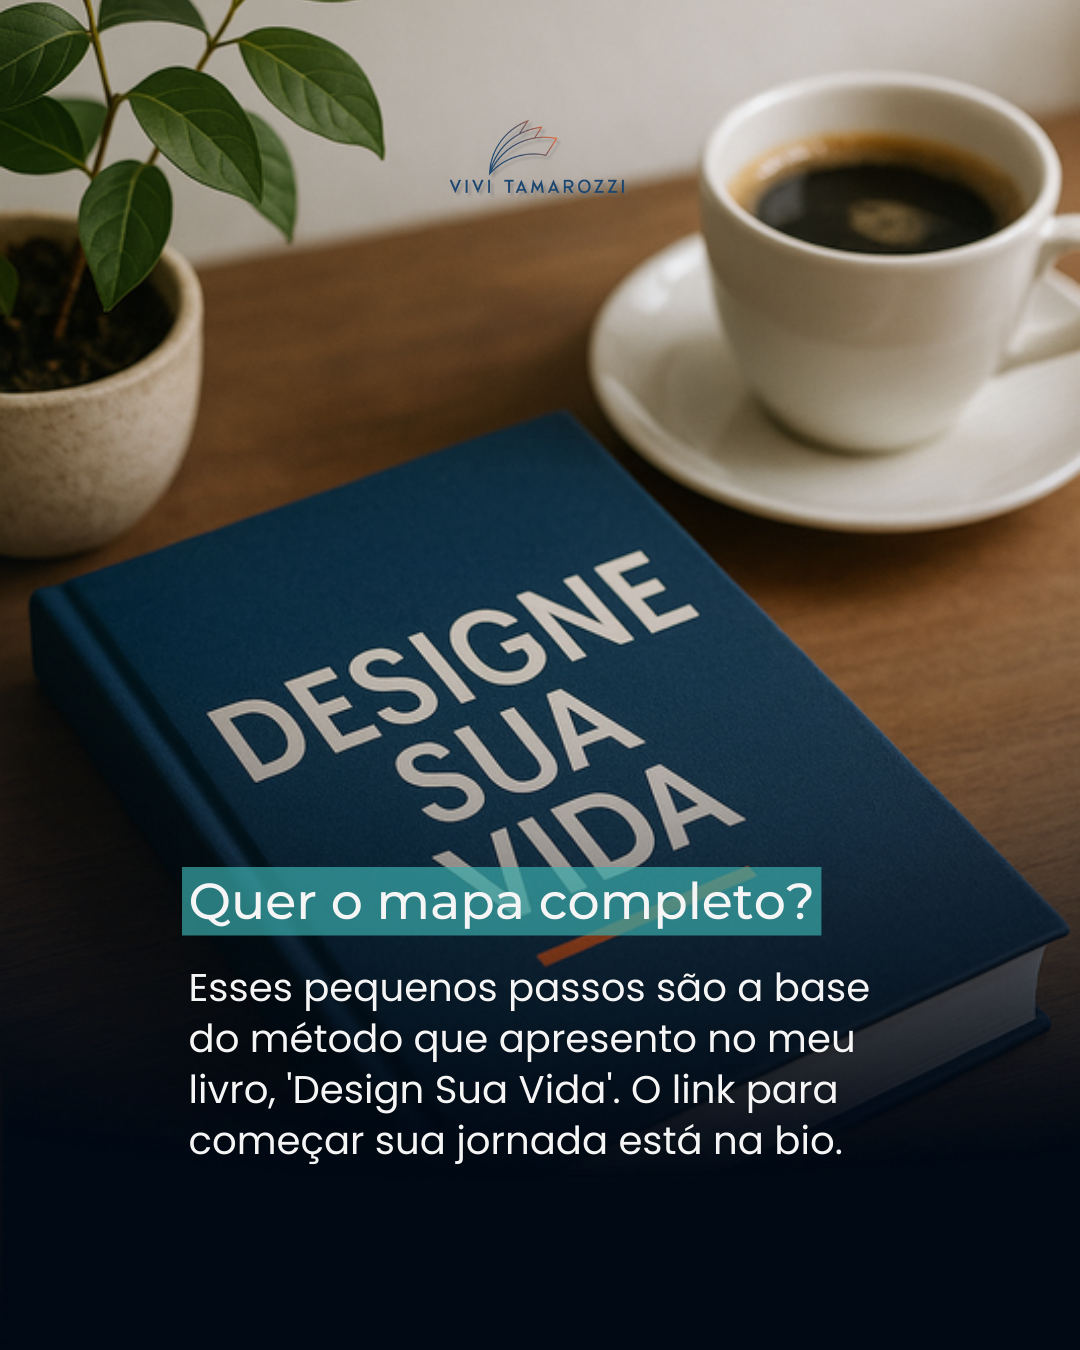 VIVI TAMAROZZI
DESIGNE
SUA
VIDA
Quer o mapa completo?
Esses pequenos passos são a base
do método que apresento no meu
livro, 'Design Sua Vida'. O link para
começar sua jornada está na bio.